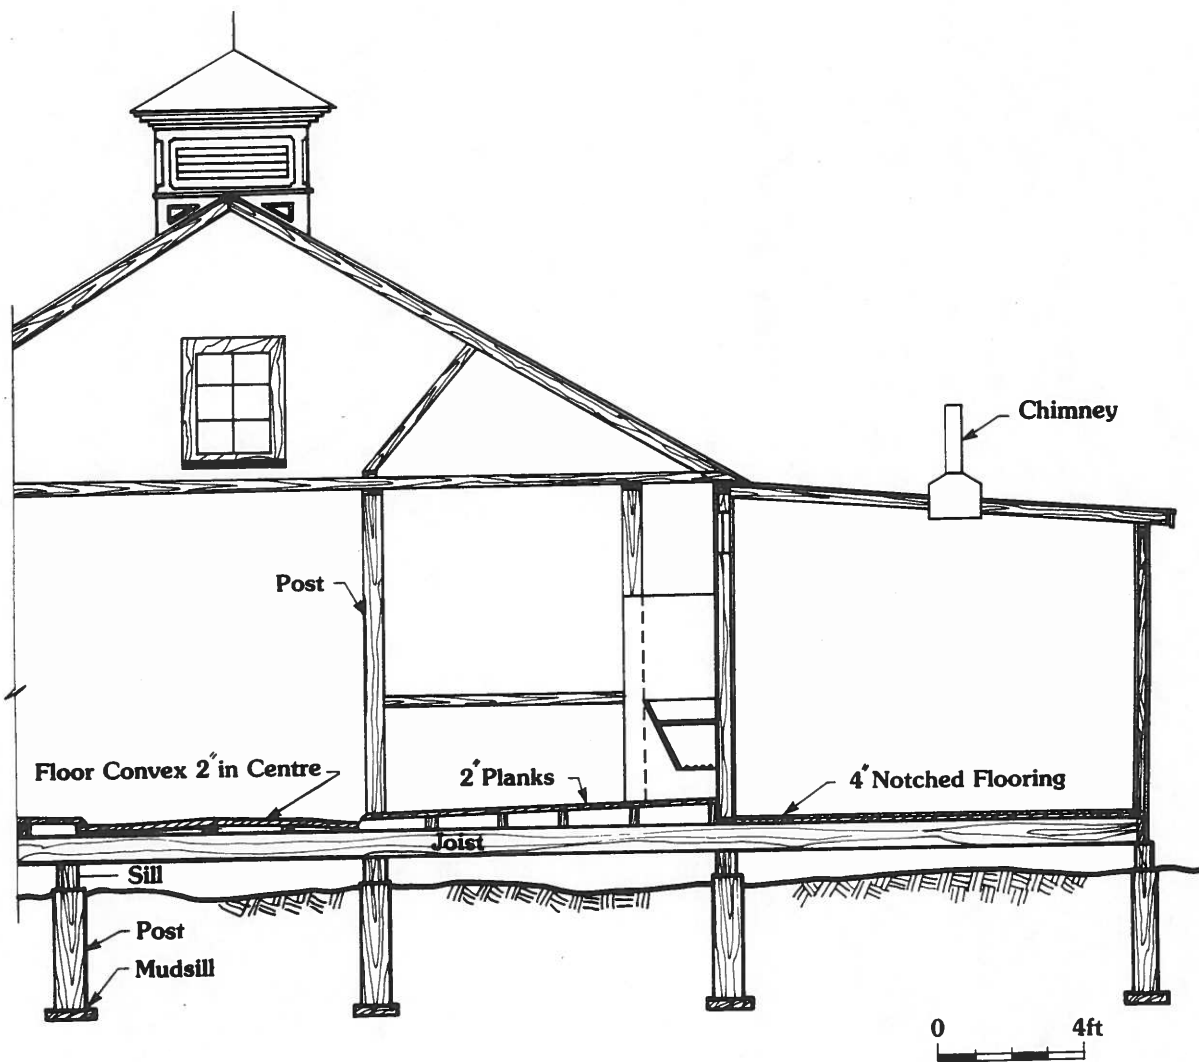 Chimney
Post
Floor Convex 2" in Centre
2" Planks
4" Notched Flooring
Joist
Sill
Post
Mudsill
0 4ft